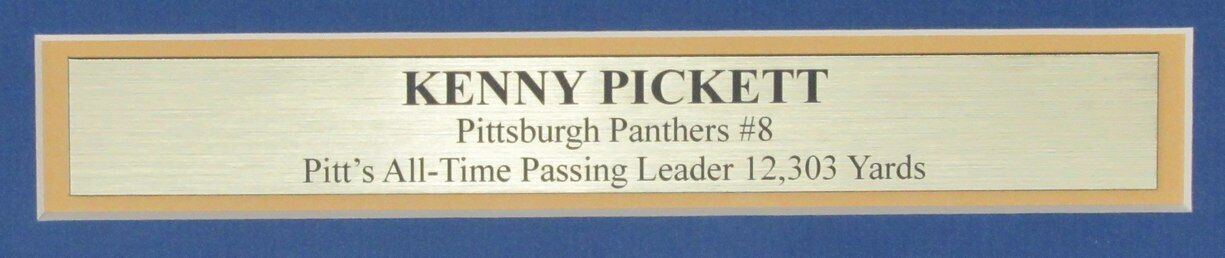 KENNY PICKETT
Pittsburgh Panthers #8
Pitt's All-Time Passing Leader 12,303 Yards